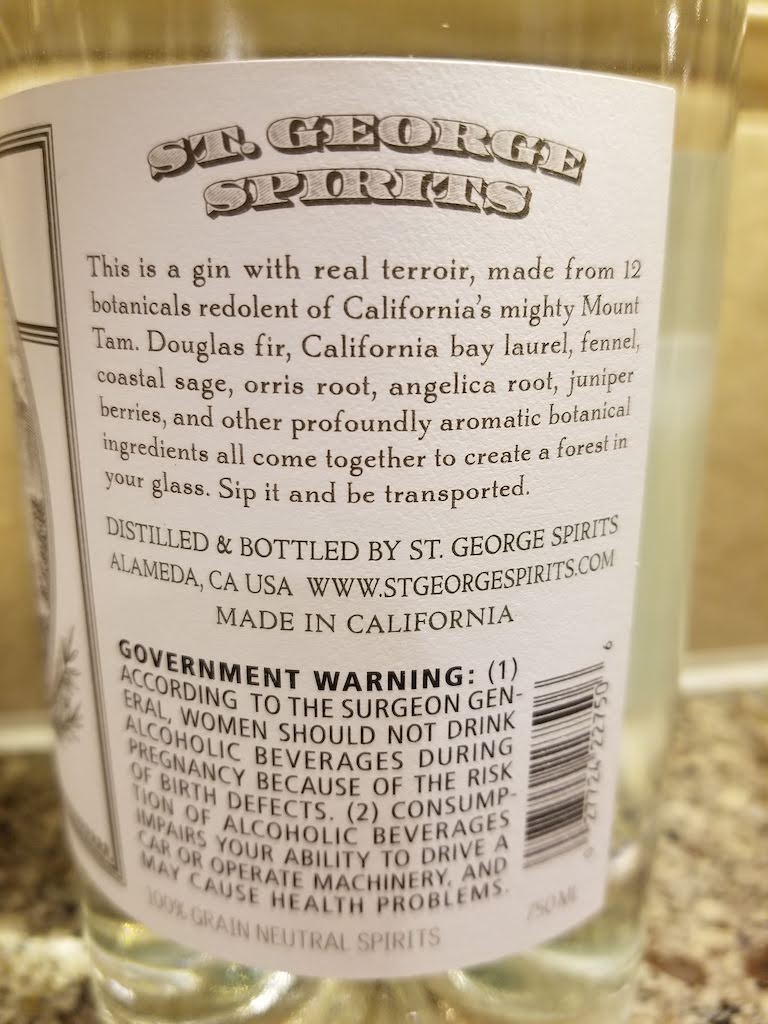 ST. GEORGE
SPIRITS
This is a gin with real terroir, made from 12
botanicals redolent of California's mighty Mount
Tam. Douglas fir, California bay laurel, fennel,
coastal sage, orris root, angelica root, juniper
berries, and other profoundly aromatic botanical
ingredients all come together to create a forest in
your glass. Sip it and be transported.
DISTILLED & BOTTLED BY ST. GEORGE SPIRITS
ALAMEDA, CA USA WWW.STGEORGESPIRITS.COM
MADE IN CALIFORNIA
GOVERNMENT WARNING: (1)
ACCORDING TO THE SURGEON GEN-
ERAL, WOMEN SHOULD NOT DRINK
ALCOHOLIC BEVERAGES DURING
PREGNANCY BECAUSE OF THE RISK
OF BIRTH DEFECTS. (2) CONSUMP-
TION OF ALCOHOLIC BEVERAGES
IMPAIRS YOUR ABILITY TO DRIVE A
CAR OR OPERATE MACHINERY, AND
MAY CAUSE HEALTH PROBLEMS.
0 27724 22750 6
100% GRAIN NEUTRAL SPIRITS
750 ML